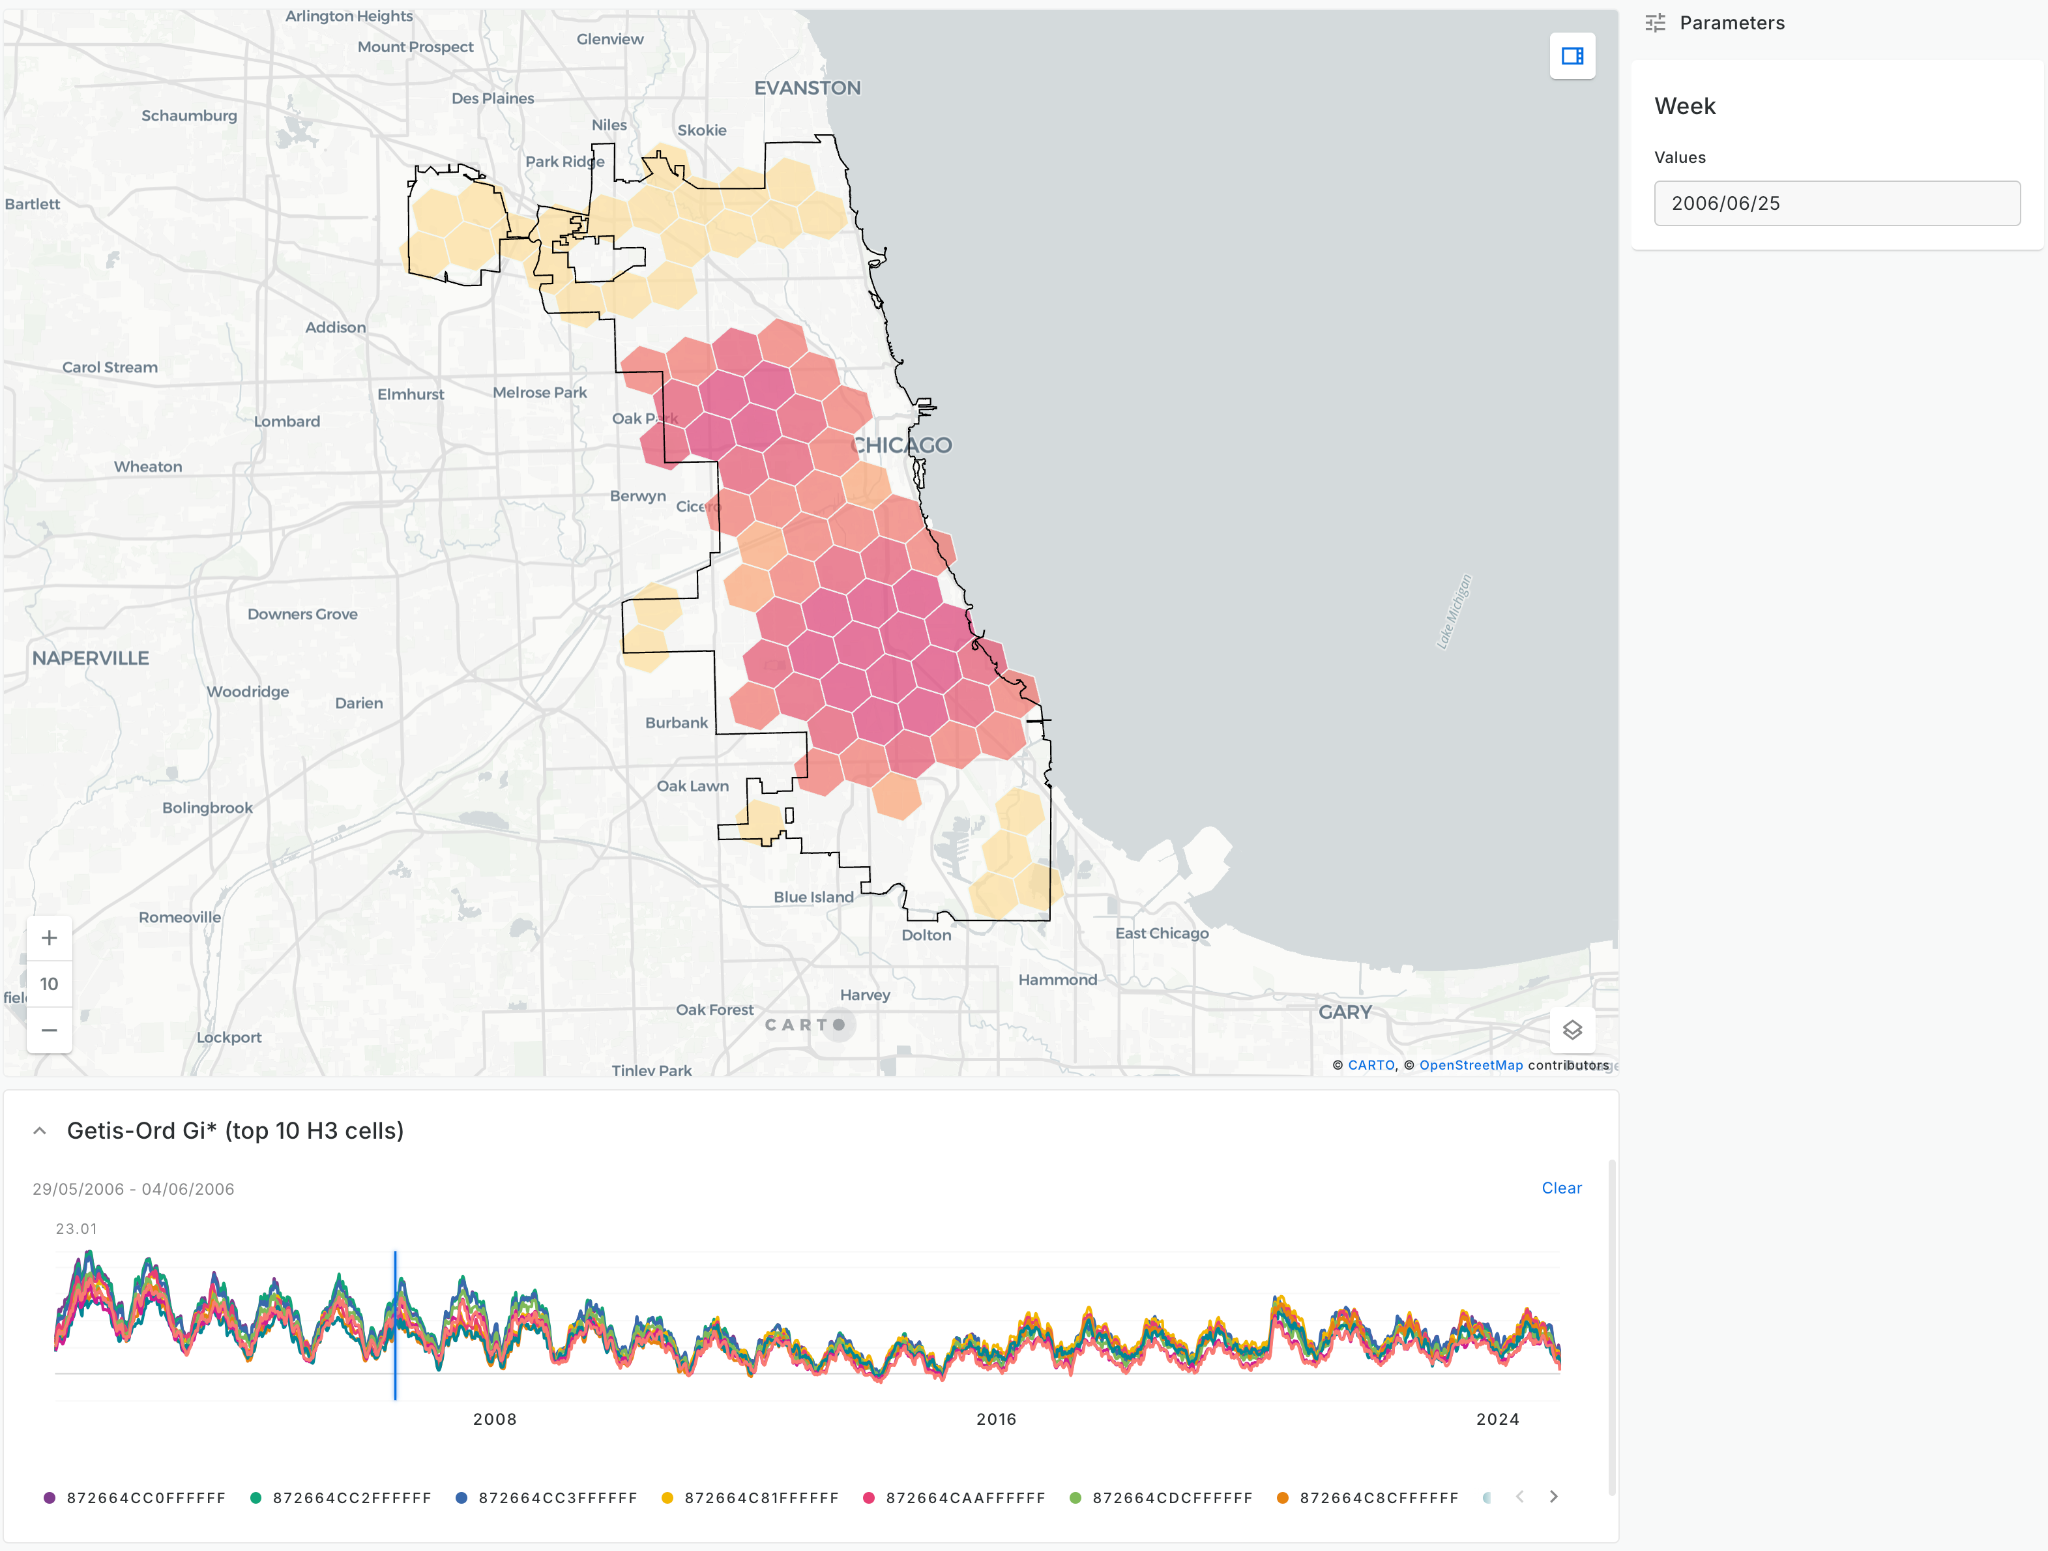 Arlington Heights
Mount Prospect
Glenview
EVANSTON
Des Plaines
Schaumburg
Niles
Skokie
Park Ridge
Bartlett
Addison
Carol Stream
Elmhurst
Melrose Park
Oak Park
Lombard
CHICAGO
Wheaton
Berwyn
Cicero
Downers Grove
Lake Michigan
NAPERVILLE
Woodridge
Darien
Burbank
Oak Lawn
Bolingbrook
Blue Island
Romeoville
Dolton
East Chicago
Hammond
Harvey
Oak Forest
GARY
Lockport
Tinley Park
+
10
−
CARTO
© CARTO, © OpenStreetMap contributors
Parameters
Week
Values
2006/06/25
Getis-Ord Gi* (top 10 H3 cells)
29/05/2006 - 04/06/2006
Clear
23.01
2008 2016 2024
872664CC0FFFFFF 872664CC2FFFFFF 872664CC3FFFFFF 872664C81FFFFFF 872664CAAFFFFFF 872664CDCFFFFFF 872664C8CFFFFFF